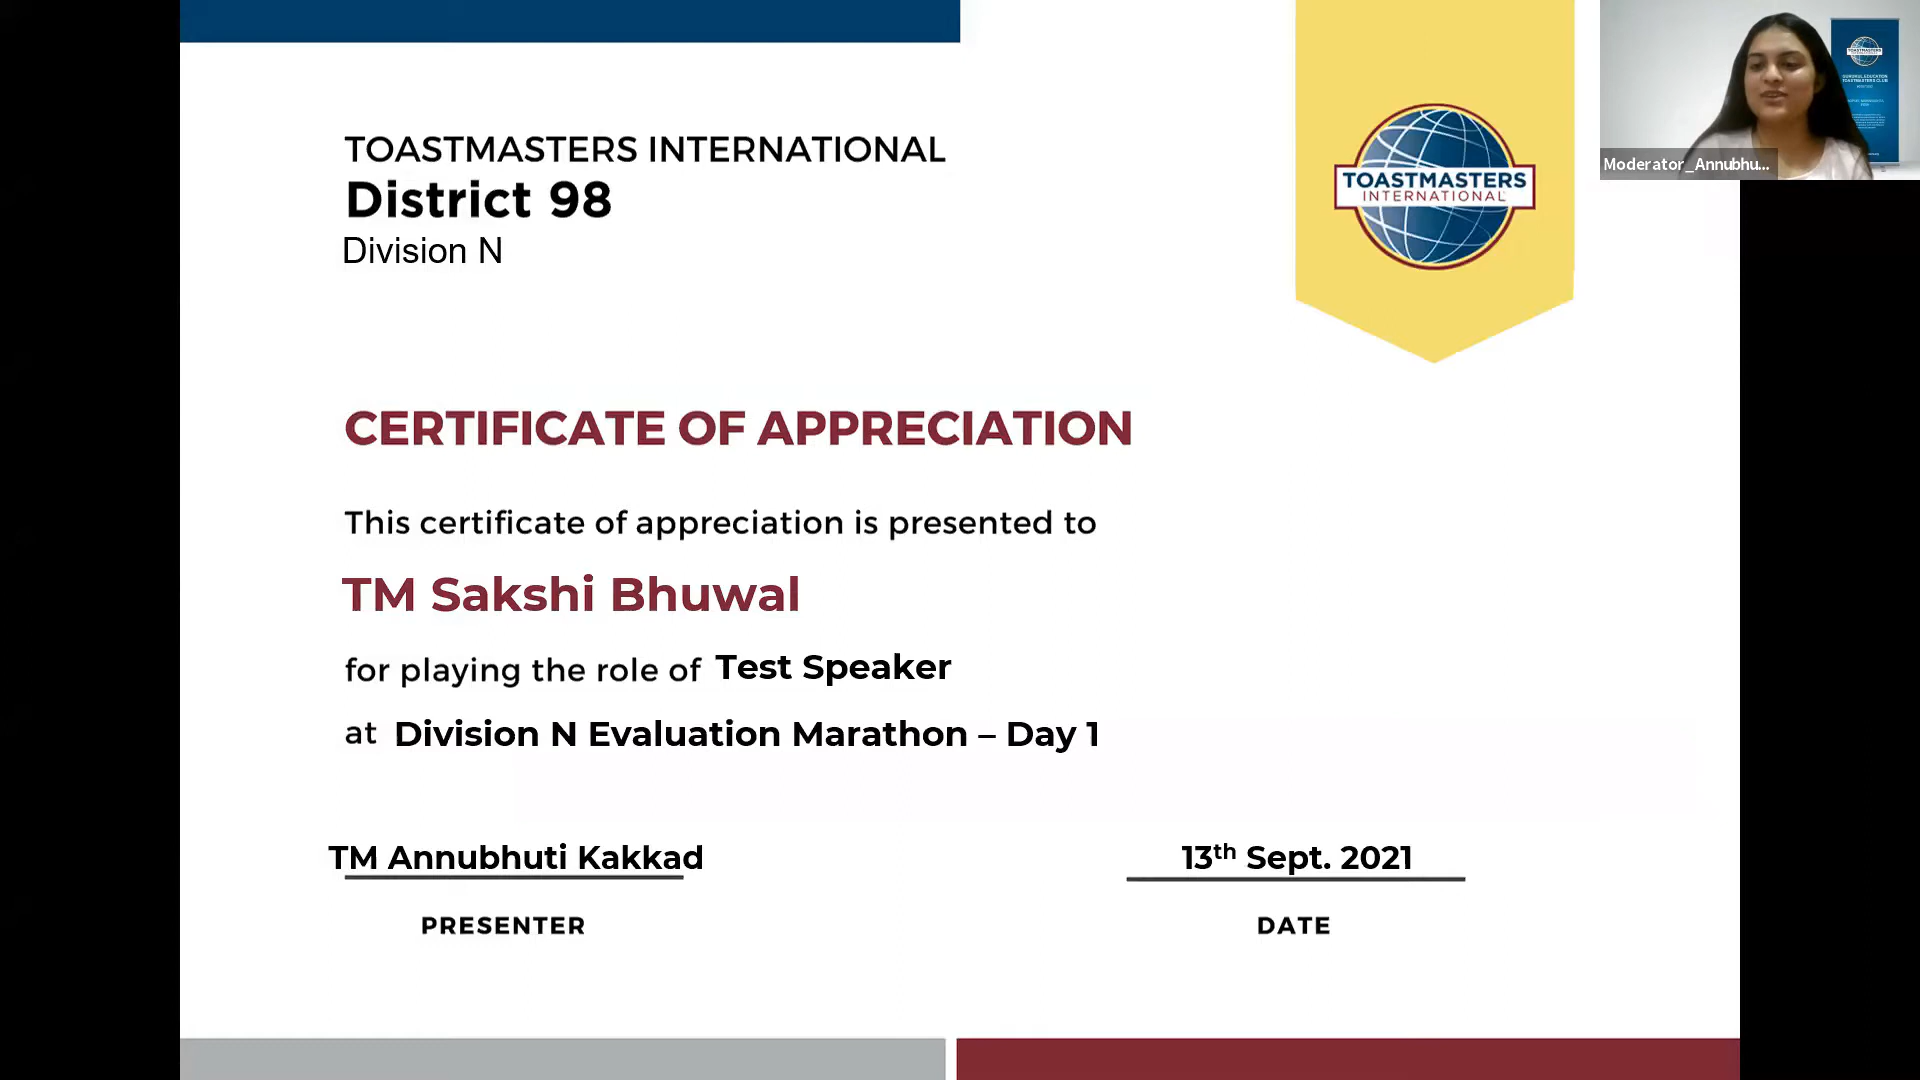 TOASTMASTERS INTERNATIONAL
District 98
Division N
TOASTMASTERS
INTERNATIONAL
Moderator_Annubhu...
CERTIFICATE OF APPRECIATION
This certificate of appreciation is presented to
TM Sakshi Bhuwal
for playing the role of Test Speaker
at Division N Evaluation Marathon – Day 1
TM Annubhuti Kakkad
13th Sept. 2021
PRESENTER
DATE